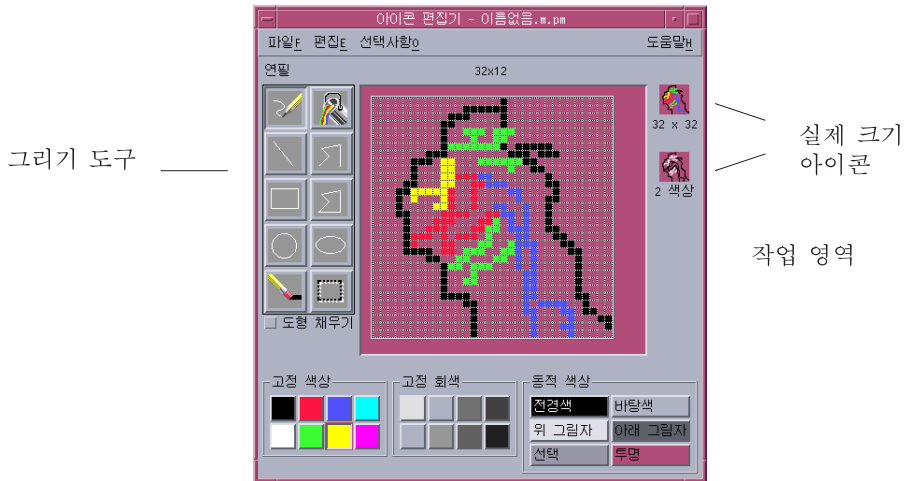 아이콘 편집기 - 이름없음.m.pm
파일F 편집E 선택사항O 도움말H
연필 32x12
32 x 32
2 색상
실제 크기
아이콘
그리기 도구
작업 영역
도형 채우기
고정 색상
고정 회색
동적 색상
전경색 바탕색
위 그림자 아래 그림자
선택 투명